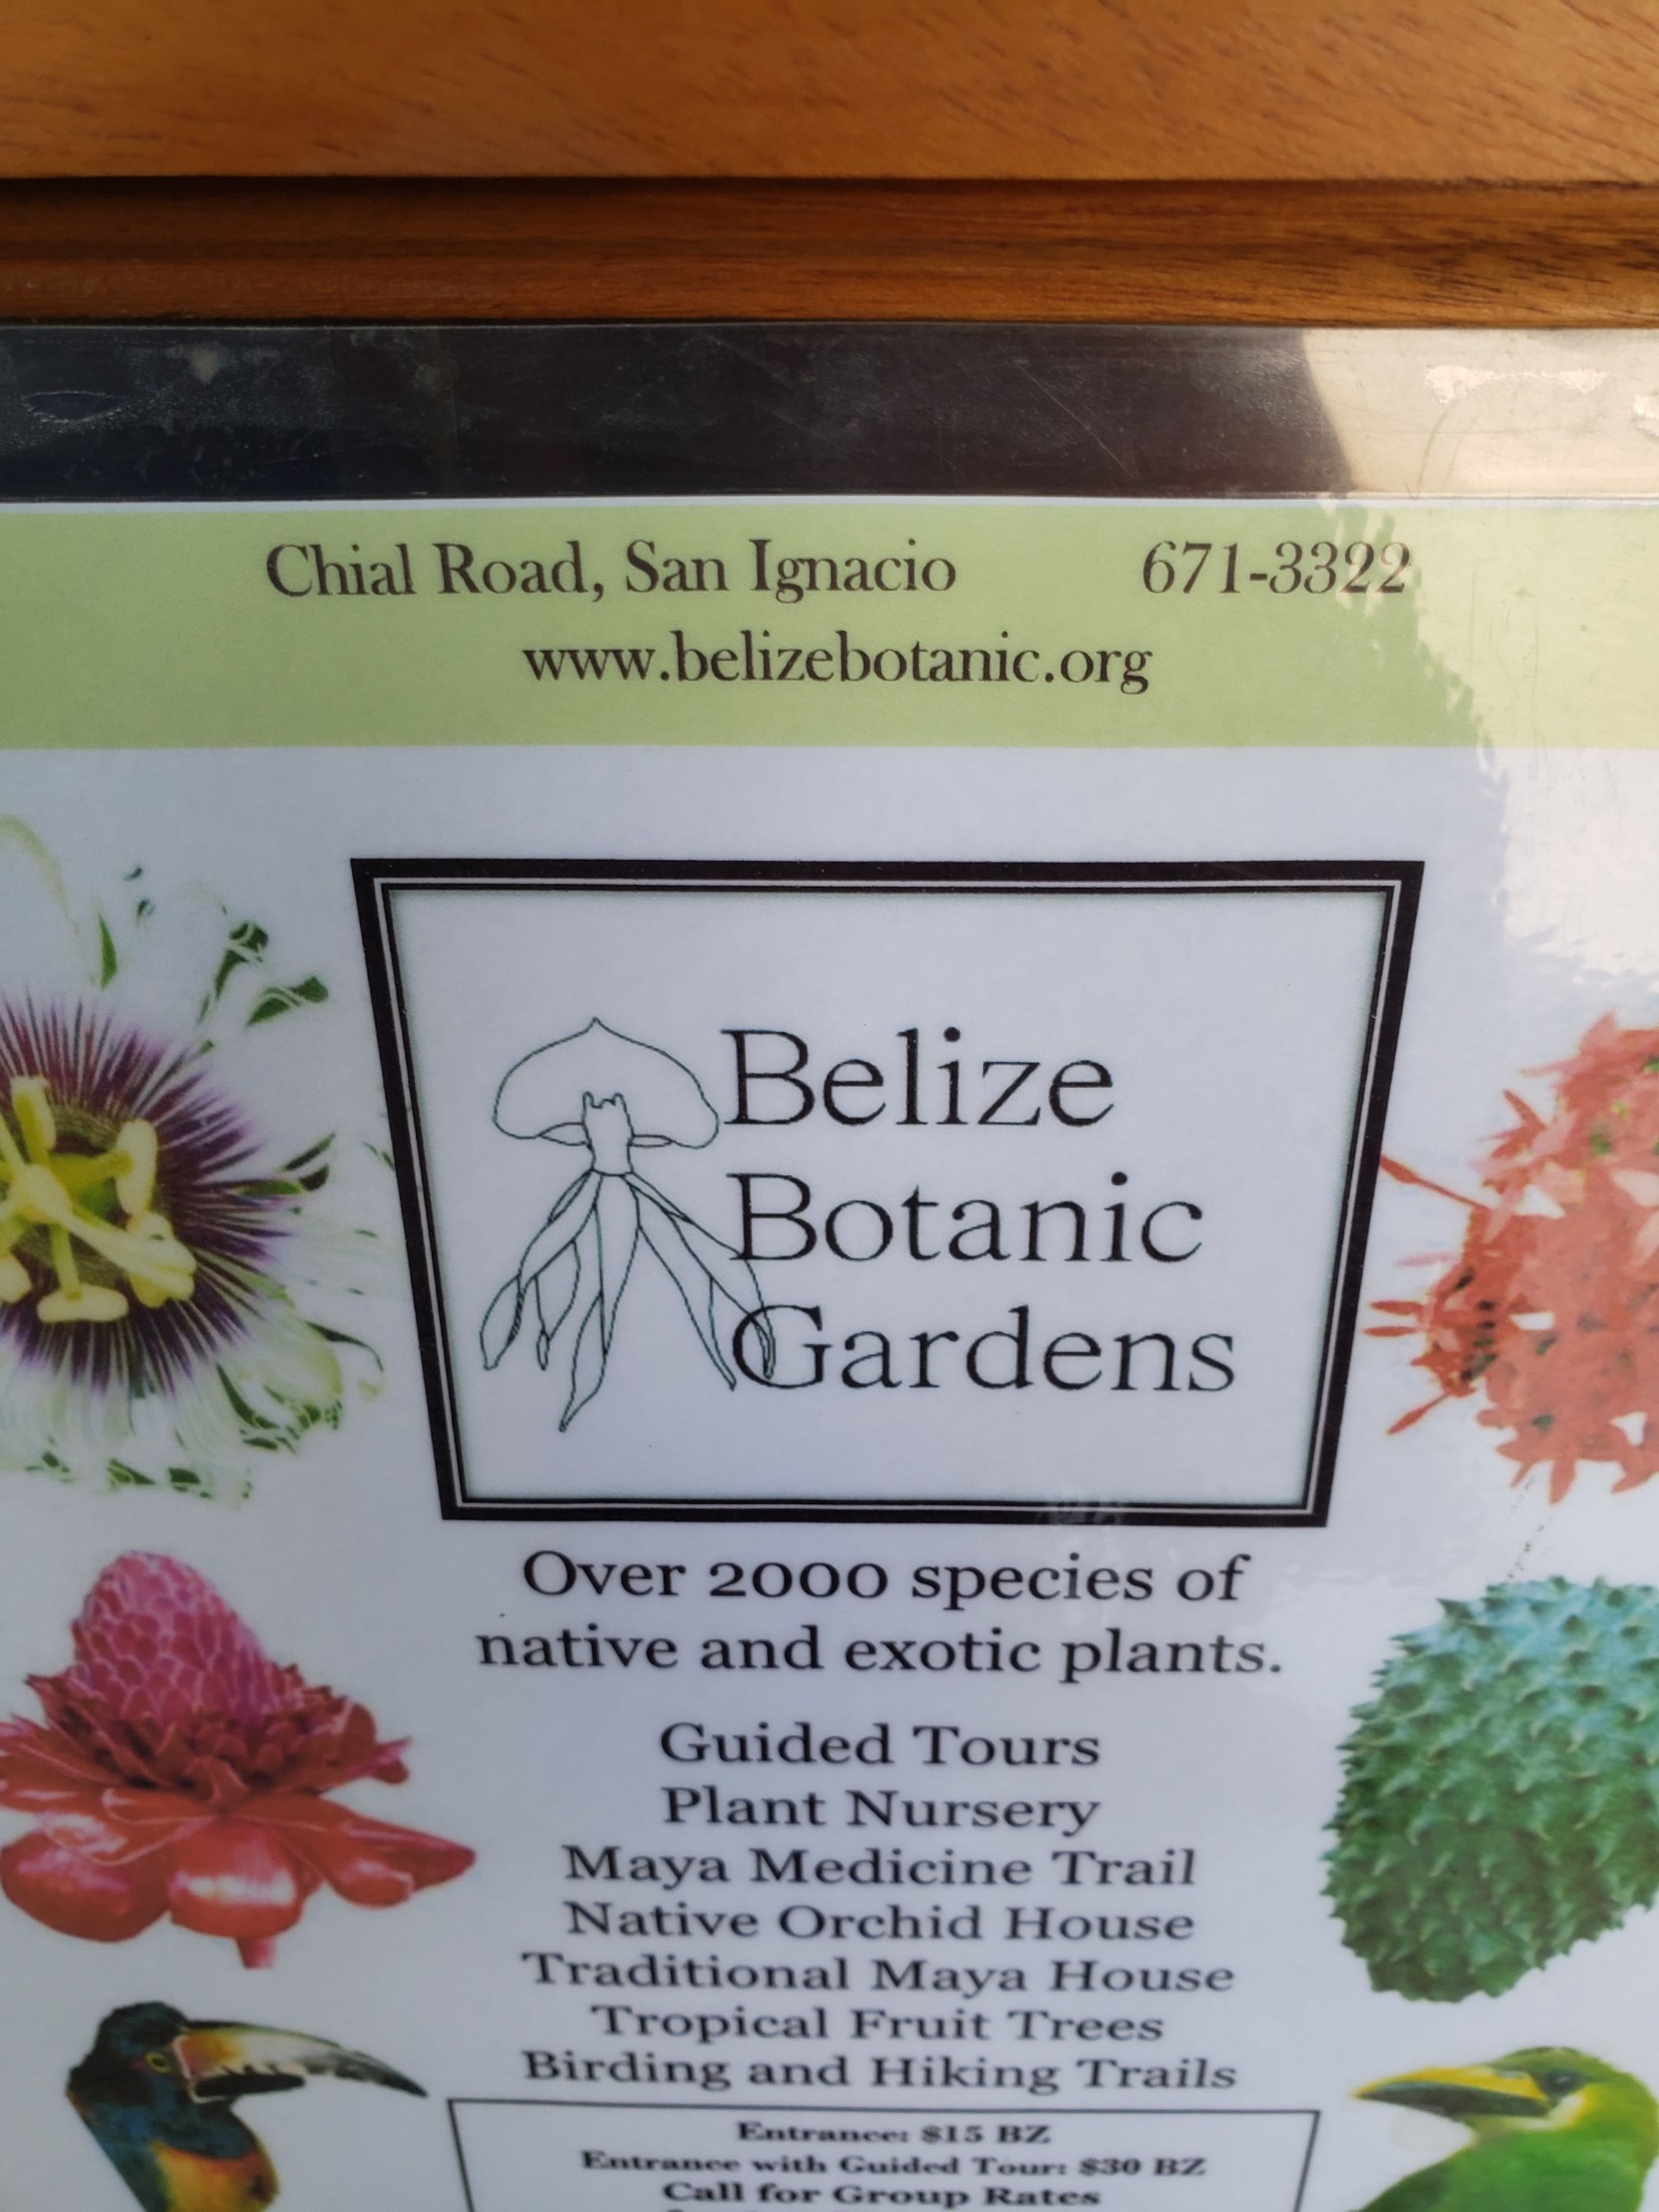 Chial Road, San Ignacio 671-3322
www.belizebotanic.org
Belize
Botanic
Gardens
Over 2000 species of
native and exotic plants.
Guided Tours
Plant Nursery
Maya Medicine Trail
Native Orchid House
Traditional Maya House
Tropical Fruit Trees
Birding and Hiking Trails
Entrance: $15 BZ
Entrance with Guided Tour: $30 BZ
Call for Group Rates